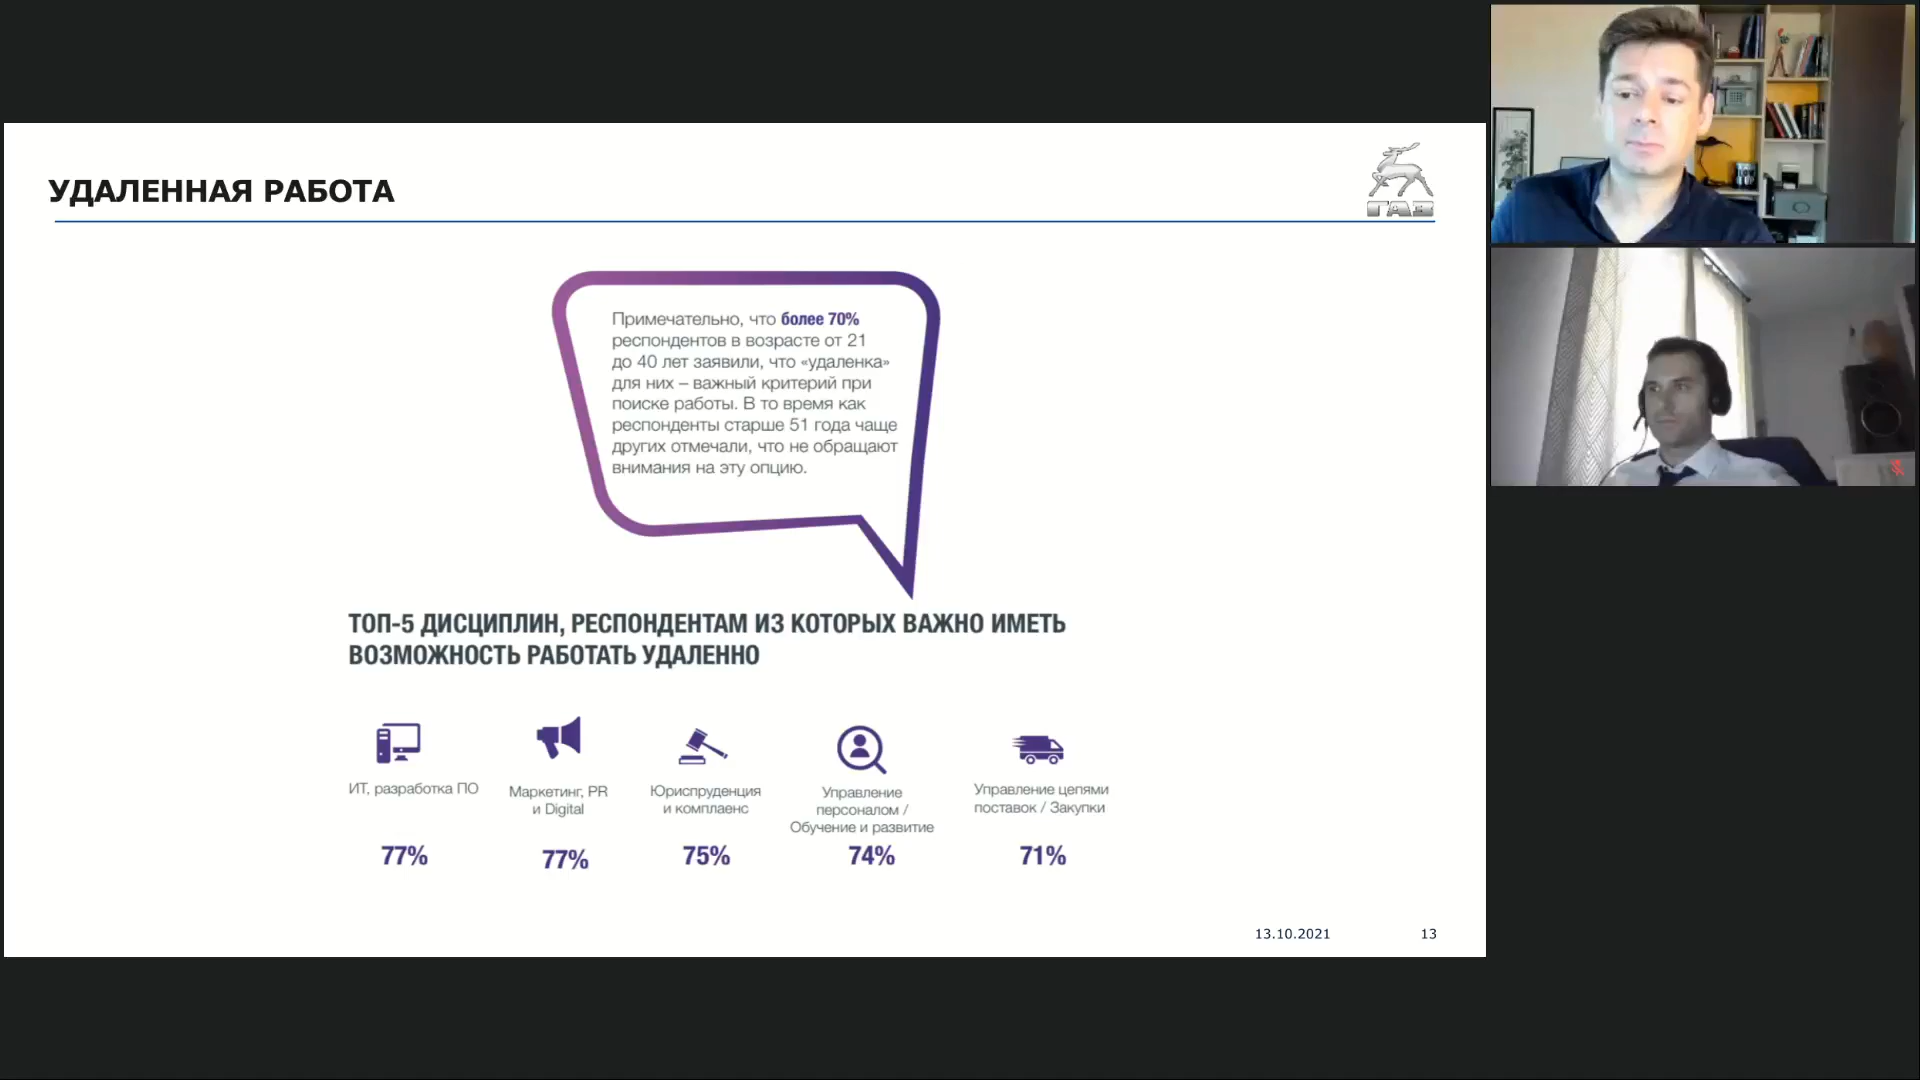 УДАЛЕННАЯ РАБОТА
ГАЗ
Примечательно, что более 70%
респондентов в возрасте от 21
до 40 лет заявили, что «удаленка»
для них – важный критерий при
поиске работы. В то время как
респонденты старше 51 года чаще
других отмечали, что не обращают
внимания на эту опцию.
ТОП-5 ДИСЦИПЛИН, РЕСПОНДЕНТАМ ИЗ КОТОРЫХ ВАЖНО ИМЕТЬ
ВОЗМОЖНОСТЬ РАБОТАТЬ УДАЛЕННО
ИТ, разработка ПО
77%
Маркетинг, PR
и Digital
77%
Юриспруденция
и комплаенс
75%
Управление
персоналом /
Обучение и развитие
74%
Управление цепями
поставок / Закупки
71%
13.10.2021
13